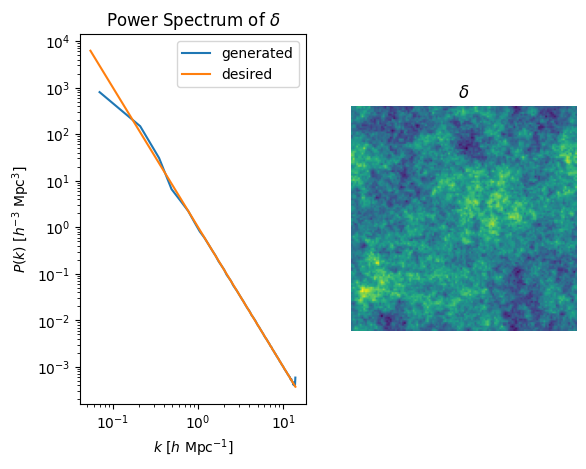 Power Spectrum of δ
generated
desired
10⁴
10³
10²
10¹
10⁰
10⁻¹
10⁻²
10⁻³
P(k) [h⁻³ Mpc³]
10⁻¹
10⁰
10¹
k [h Mpc⁻¹]
δ